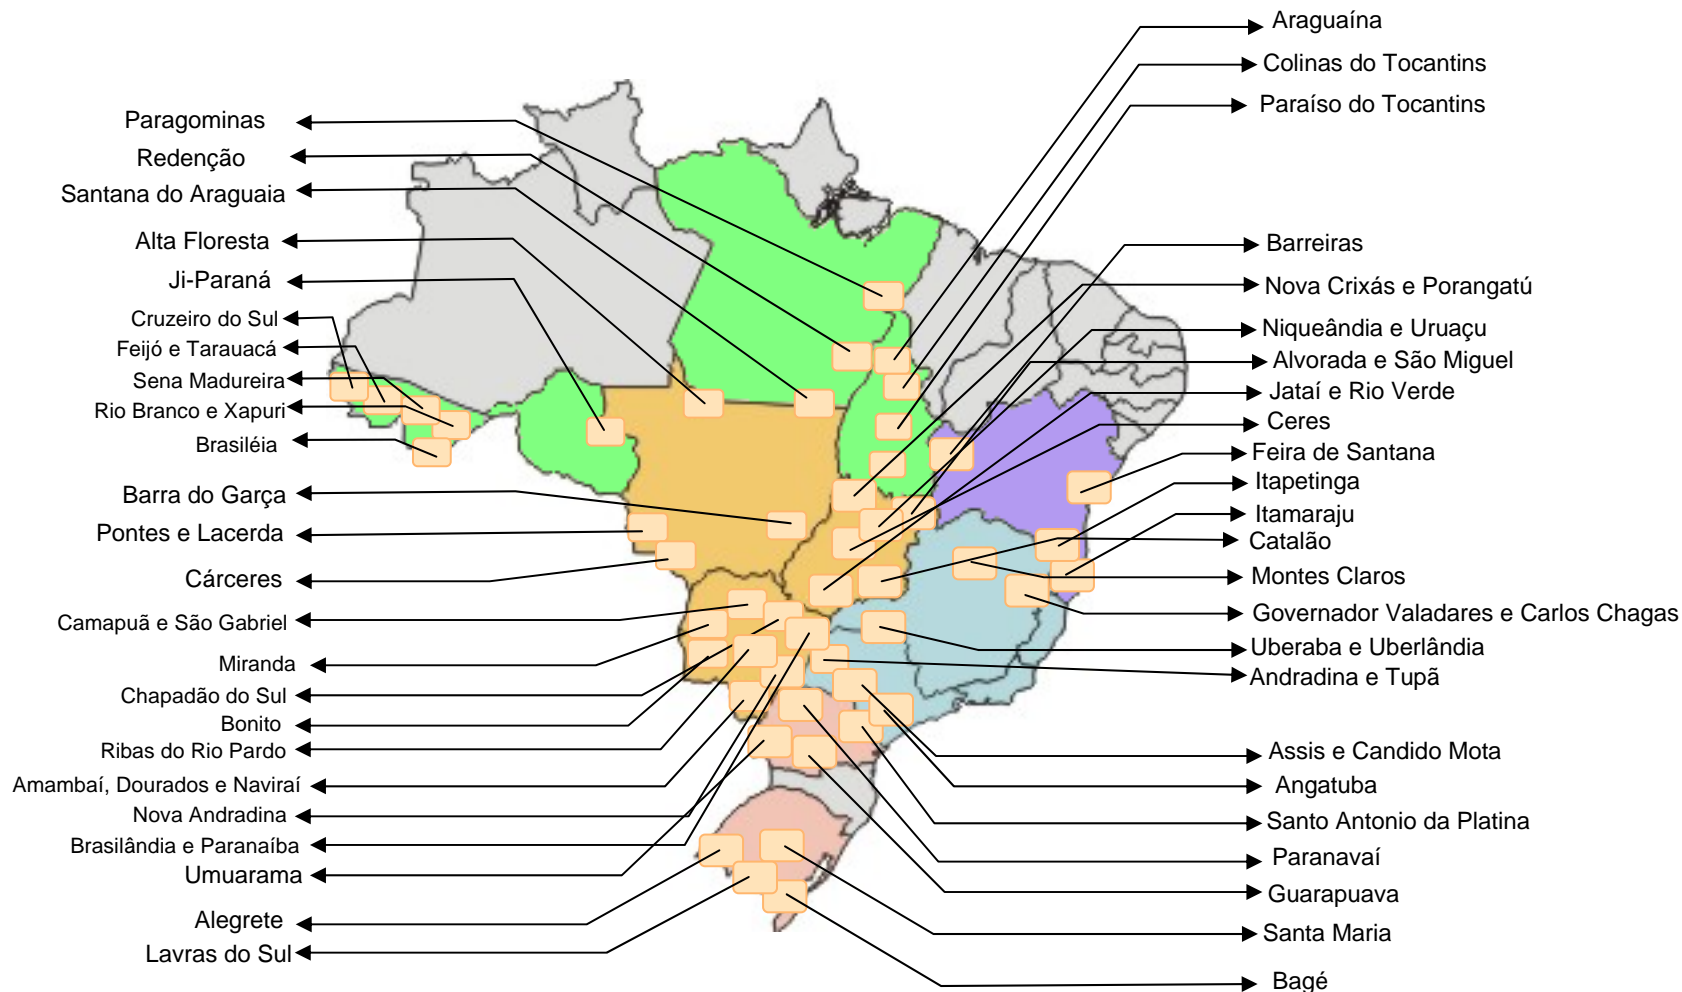 Paragominas
Redenção
Santana do Araguaia
Alta Floresta
Ji-Paraná
Cruzeiro do Sul
Feijó e Tarauacá
Sena Madureira
Rio Branco e Xapuri
Brasiléia
Barra do Garça
Pontes e Lacerda
Cárceres
Camapuã e São Gabriel
Miranda
Chapadão do Sul
Bonito
Ribas do Rio Pardo
Amambaí, Dourados e Naviraí
Nova Andradina
Brasilândia e Paranaíba
Umuarama
Alegrete
Lavras do Sul
Araguaína
Colinas do Tocantins
Paraíso do Tocantins
Barreiras
Nova Crixás e Porangatú
Niqueândia e Uruaçu
Alvorada e São Miguel
Jataí e Rio Verde
Ceres
Feira de Santana
Itapetinga
Itamaraju
Catalão
Montes Claros
Governador Valadares e Carlos Chagas
Uberaba e Uberlândia
Andradina e Tupã
Assis e Candido Mota
Angatuba
Santo Antonio da Platina
Paranavaí
Guarapuava
Santa Maria
Bagé